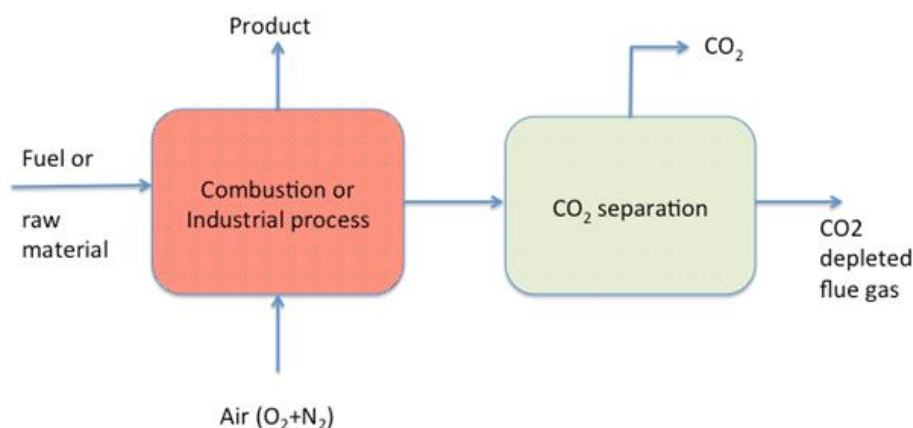 Product
CO₂
Fuel or
raw
material
Combustion or
Industrial process
CO₂ separation
CO2
depleted
flue gas
Air (O₂+N₂)